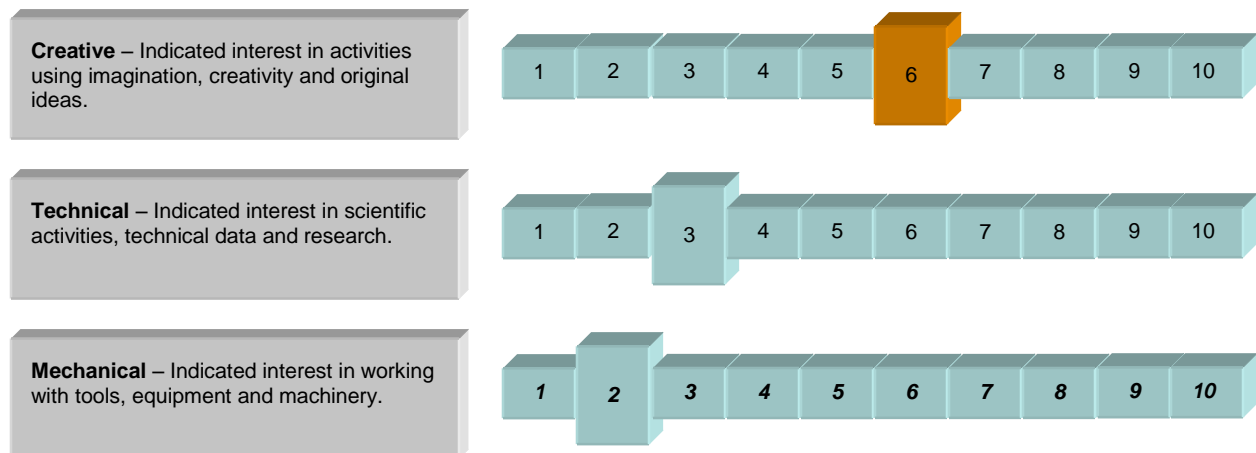 Creative – Indicated interest in activities
using imagination, creativity and original
ideas.
1 2 3 4 5 6 7 8 9 10
Technical – Indicated interest in scientific
activities, technical data and research.
1 2 3 4 5 6 7 8 9 10
Mechanical – Indicated interest in working
with tools, equipment and machinery.
1 2 3 4 5 6 7 8 9 10